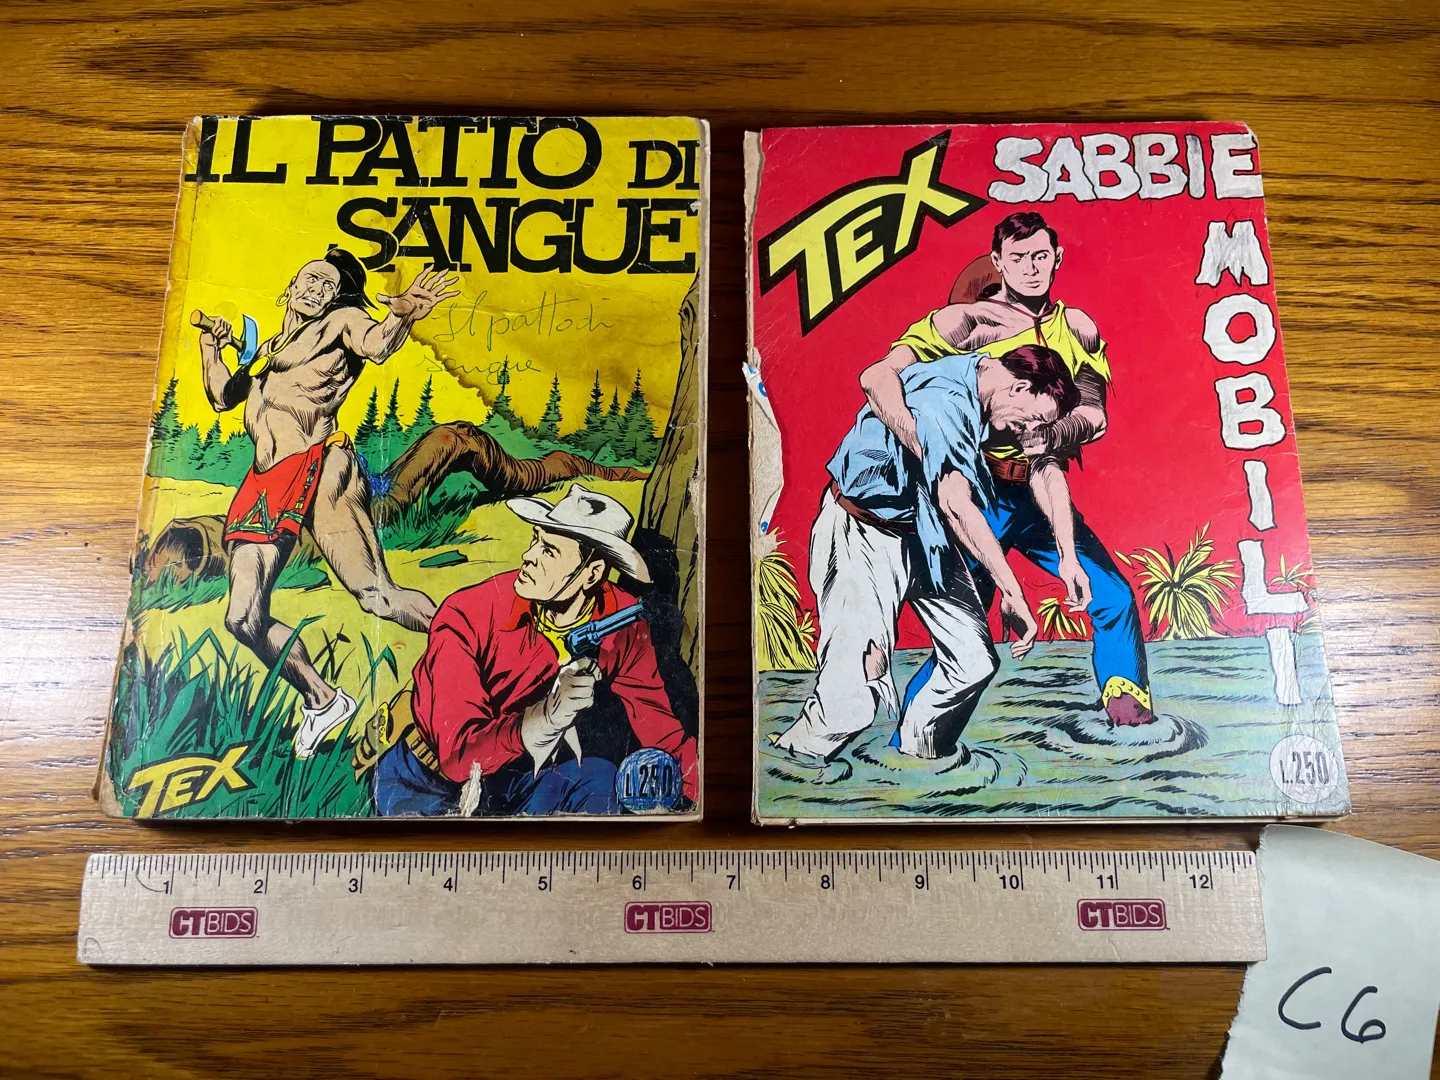 IL PATTO DI
SANGUE
Il patto di
sangue
TEX
L. 250
TEX
SABBIE
MOBILI
L. 250
1 2 3 4 5 6 7 8 9 10 11 12
CTBIDS CTBIDS CTBIDS
C6